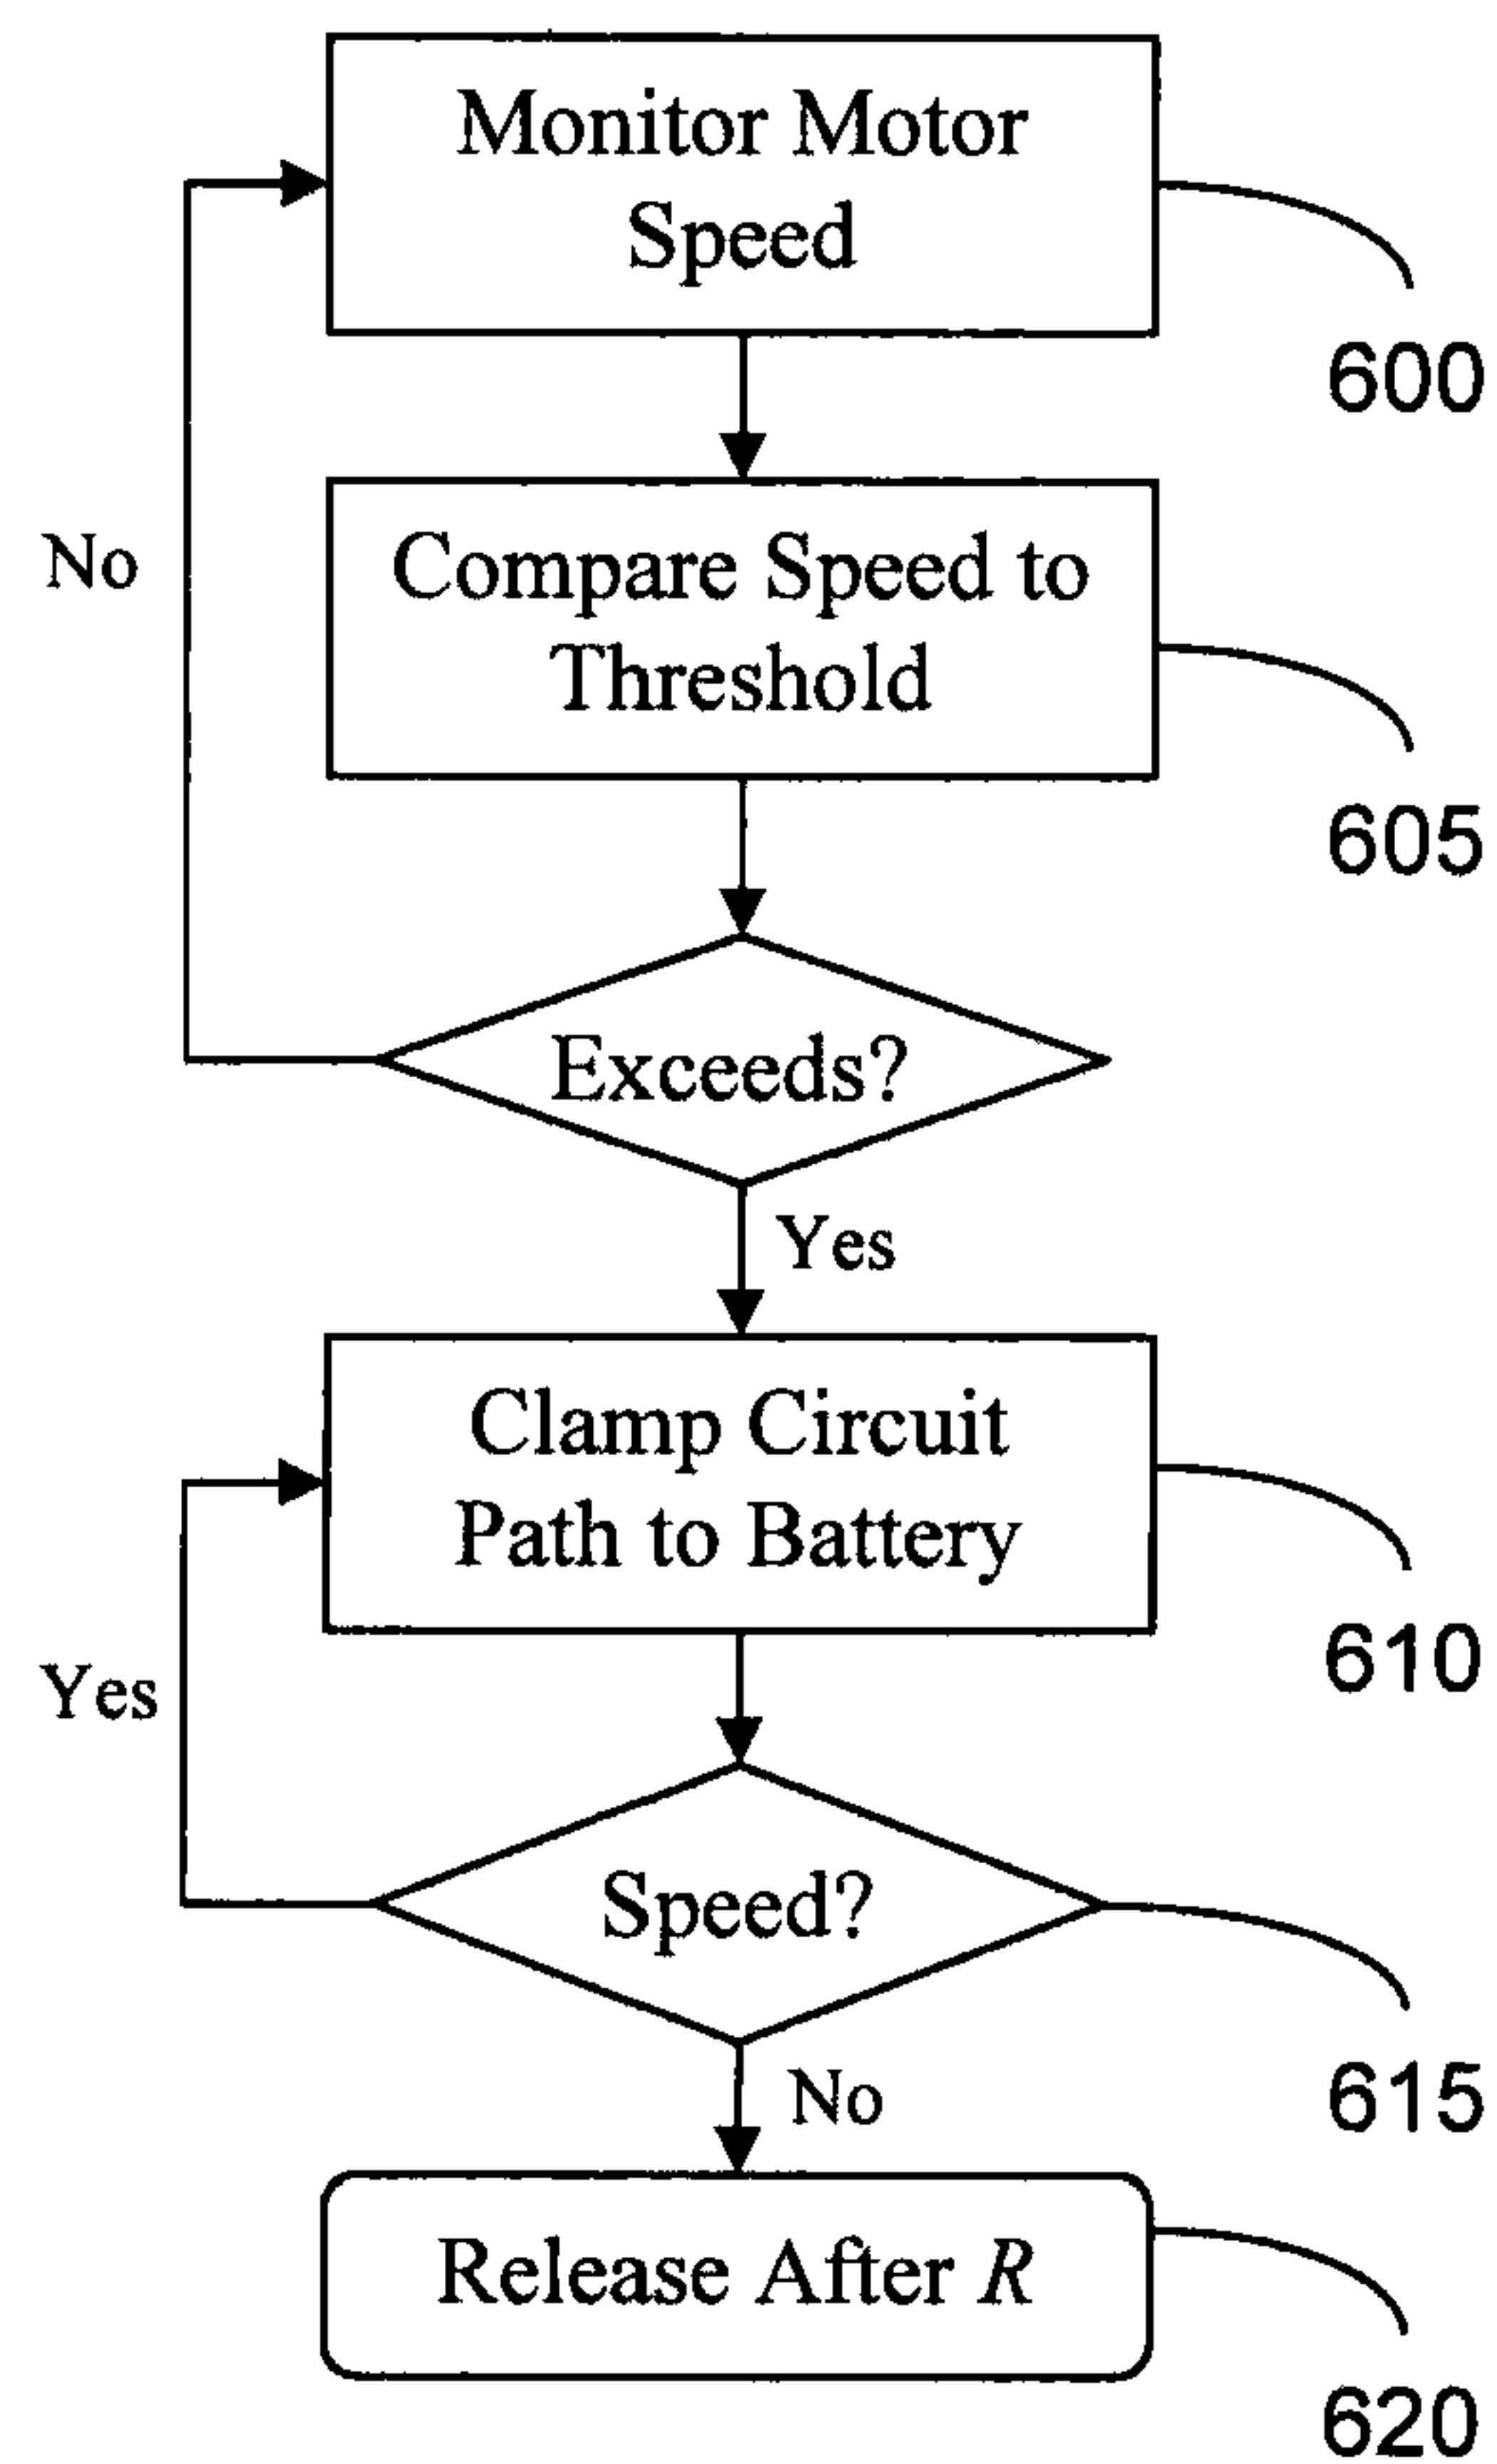 Monitor Motor
Speed
600
No
Compare Speed to
Threshold
605
Exceeds?
Yes
Clamp Circuit
Path to Battery
610
Yes
Speed?
615
No
Release After R
620